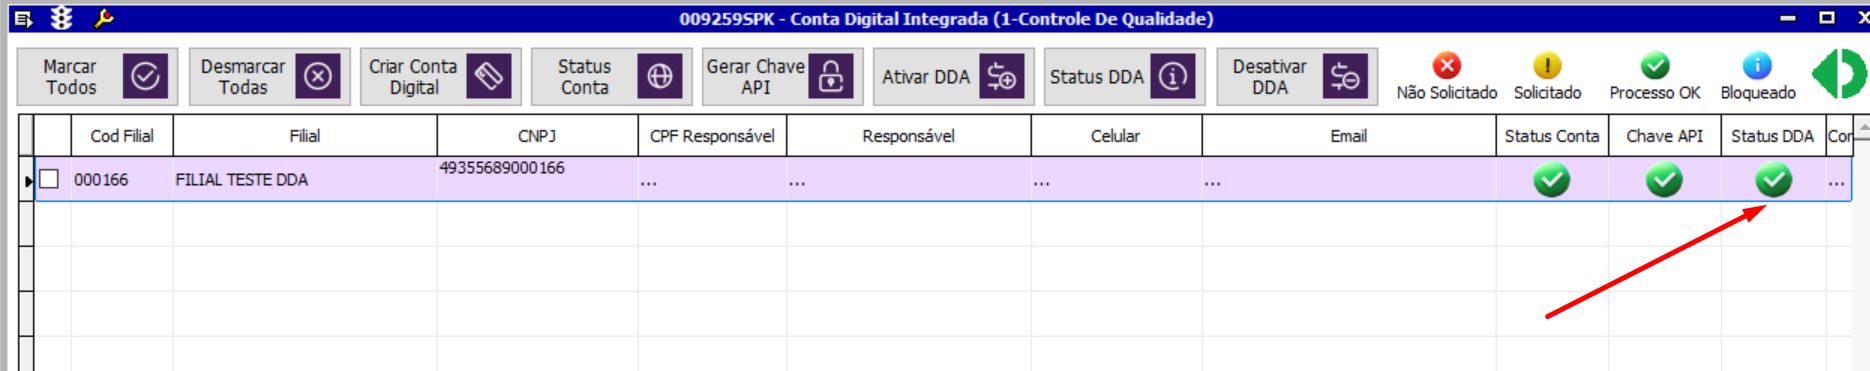 009259SPK - Conta Digital Integrada (1-Controle De Qualidade)
Marcar Todos
Desmarcar Todas
Criar Conta Digital
Status Conta
Gerar Chave API
Ativar DDA
Status DDA
Desativar DDA
Não Solicitado
Solicitado
Processo OK
Bloqueado
Cod Filial Filial CNPJ CPF Responsável Responsável Celular Email Status Conta Chave API Status DDA Cor
000166 FILIAL TESTE DDA 49355689000166 ... ... ... ... ...